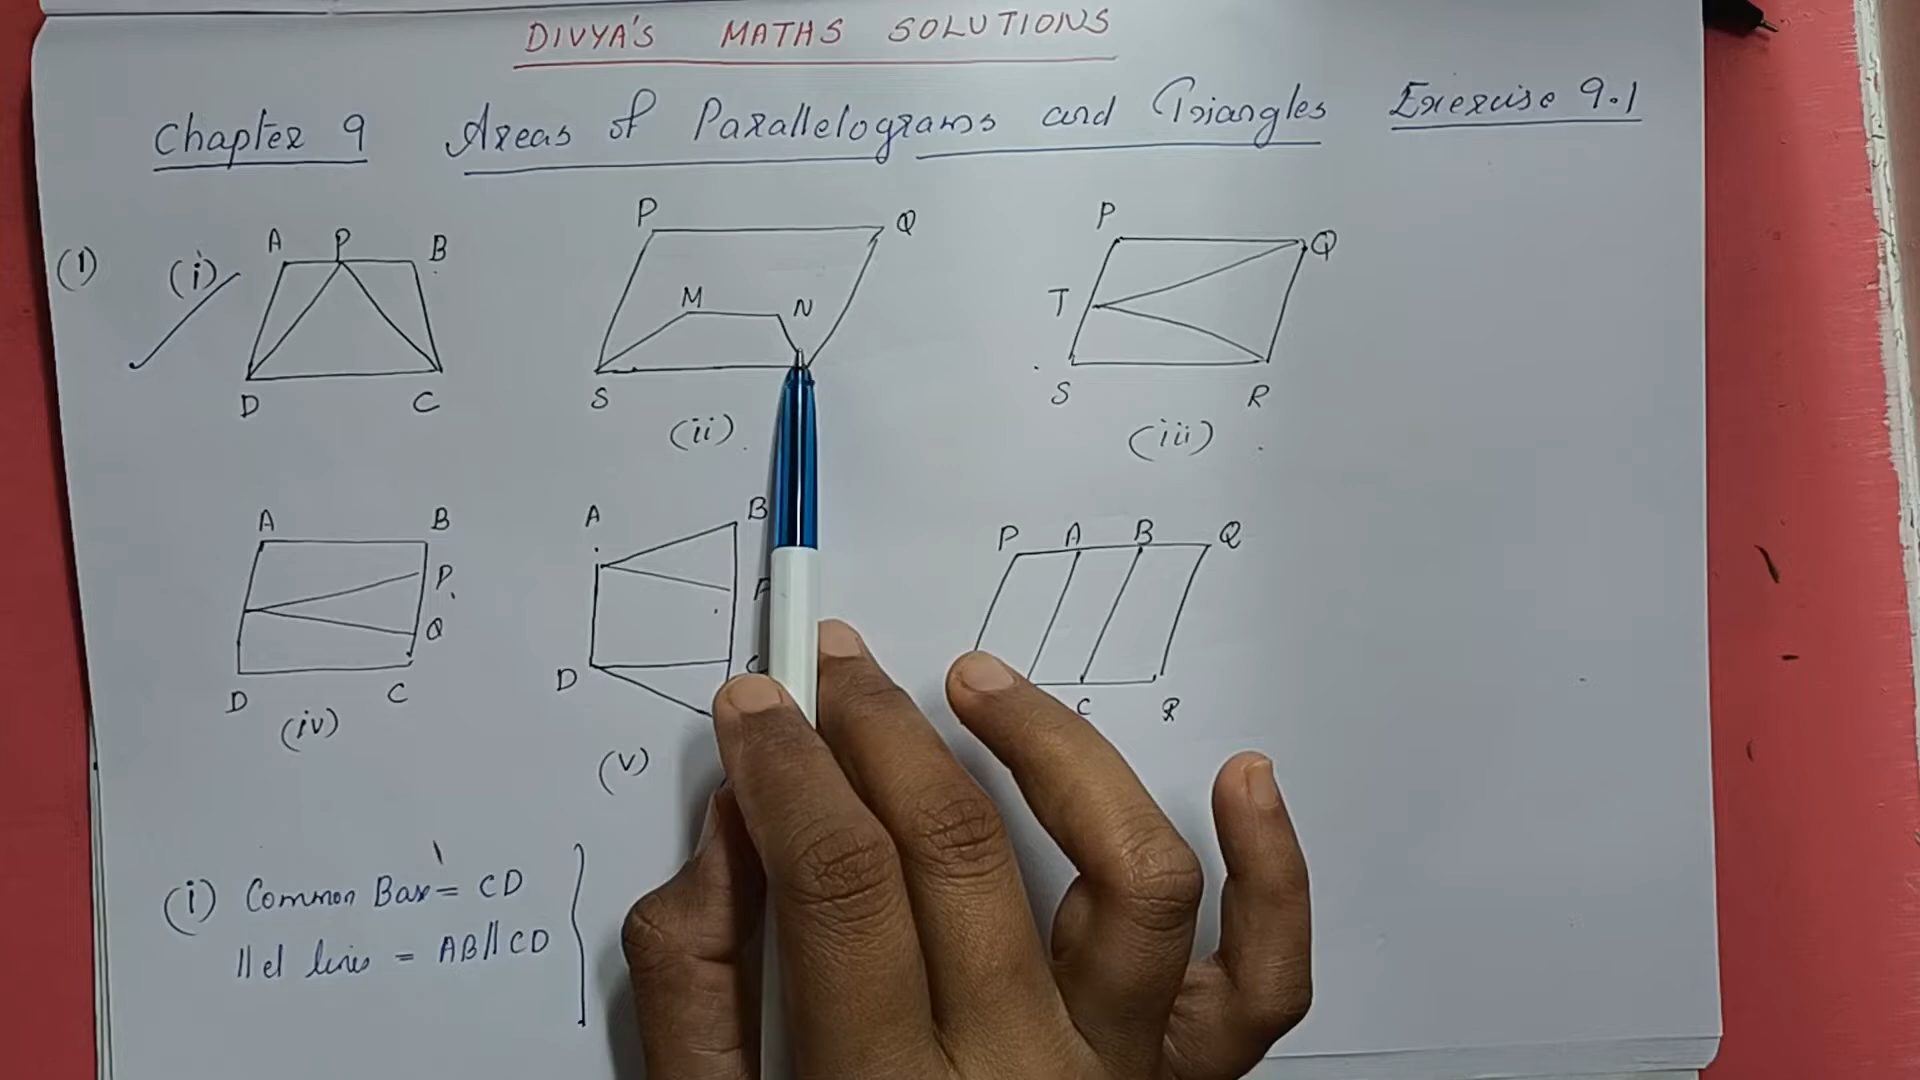 DIVYA'S MATHS SOLUTIONS
Chapter 9 Areas of Parallelograms and Triangles Exercise 9.1
(1) (i) A P B
D C
P Q
M N
S
(ii)
P Q
T
S R
(iii)
A B
P
Q
D C
(iv)
A B
D C
(v)
P A B Q
C R
(i) Common Base = CD
||el lines = AB||CD